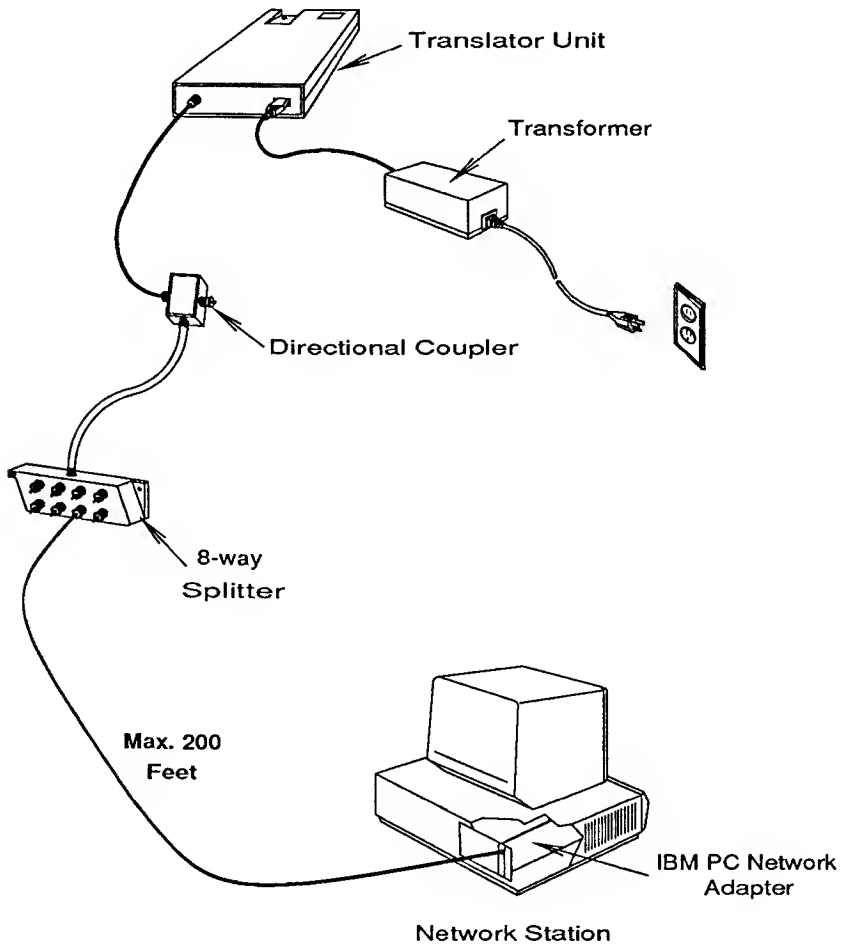 Translator Unit
Transformer
Directional Coupler
8-way
Splitter
Max. 200
Feet
IBM PC Network
Adapter
Network Station